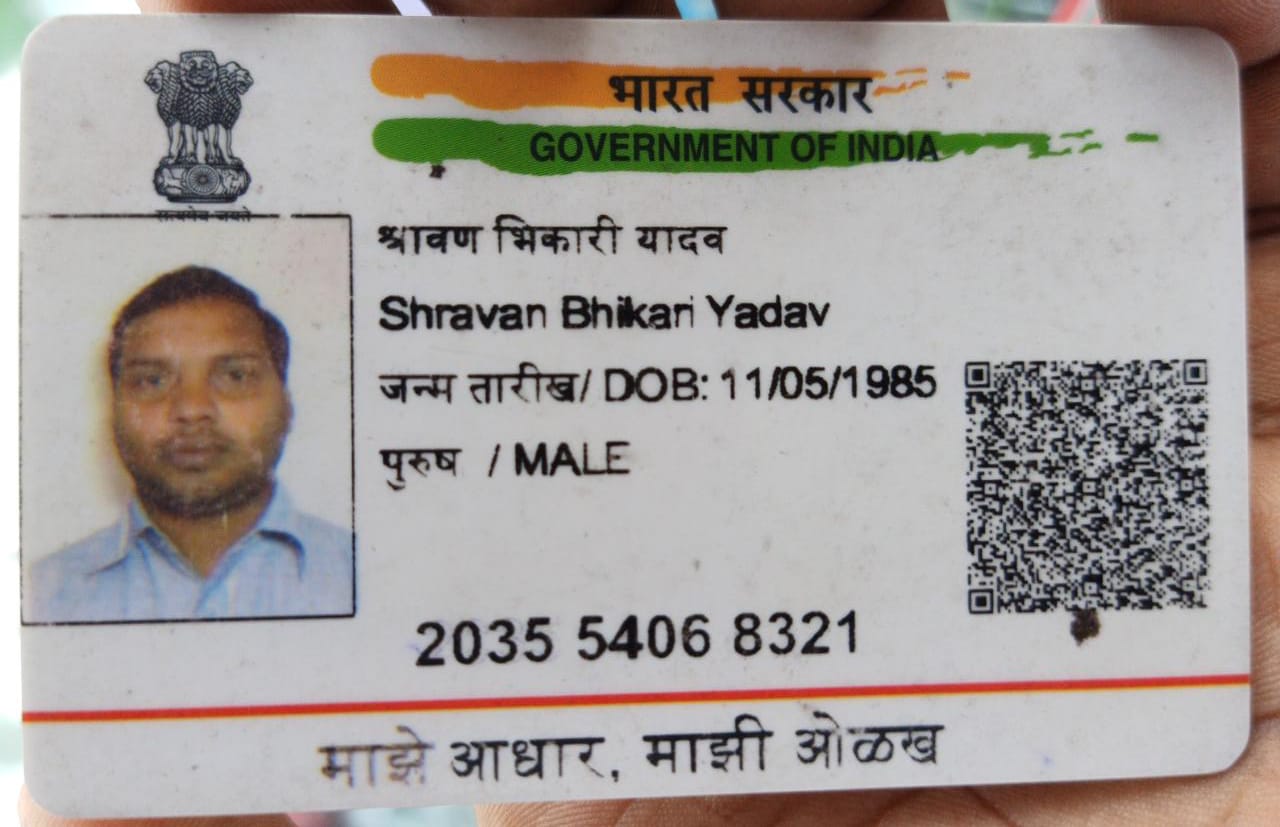 भारत सरकार
GOVERNMENT OF INDIA
सत्यमेव जयते
श्रावण भिकारी यादव
Shravan Bhikari Yadav
जन्म तारीख/ DOB: 11/05/1985
पुरुष / MALE
2035 5406 8321
माझे आधार, माझी ओळख